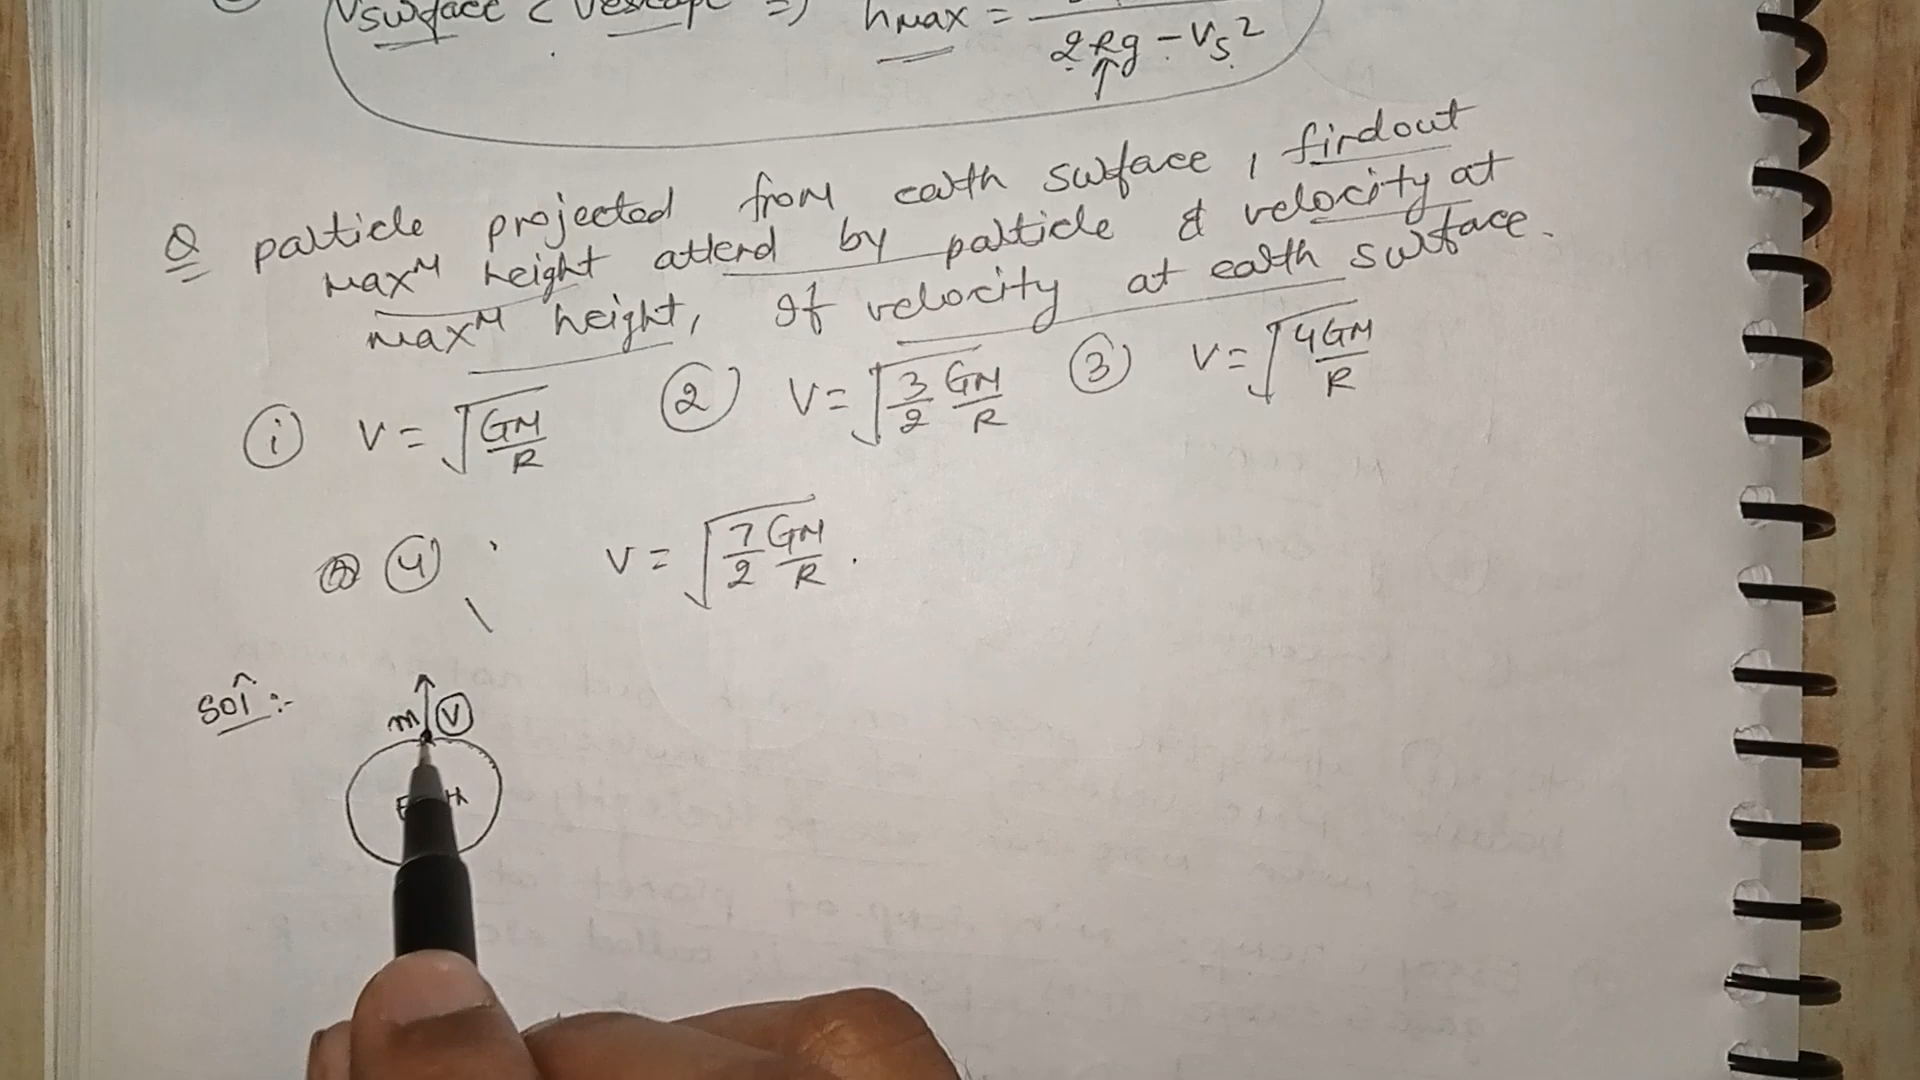 Vsurface < Vescape => hmax =
2Rg - Vs²
Q particle projected from earth surface, findout
maxᴹ height attend by particle & velocity at
maxᴹ height, If velocity at earth surface.
(i) V = √(GM/R) (2) V = √(3/2 GM/R) (3) V = √(4GM/R)
(4) V = √(7/2 GM/R).
Sol :-
m V